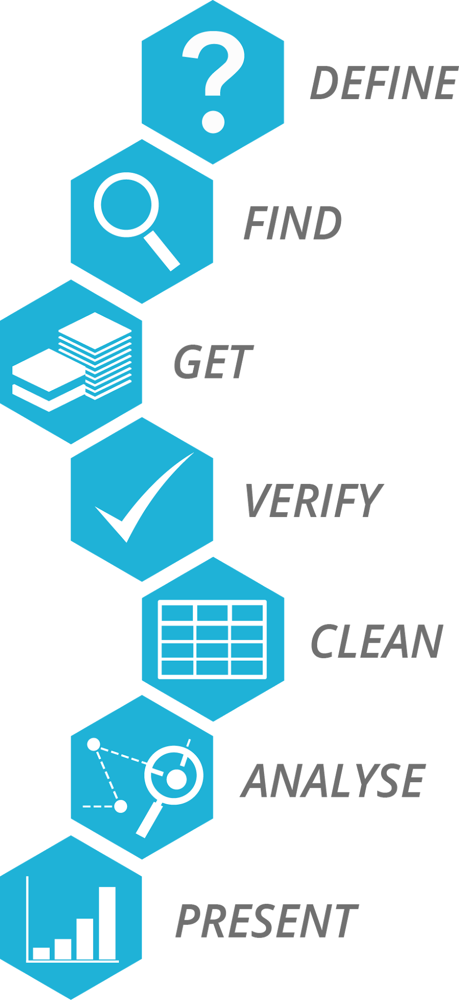 ?
DEFINE
FIND
GET
VERIFY
CLEAN
ANALYSE
PRESENT